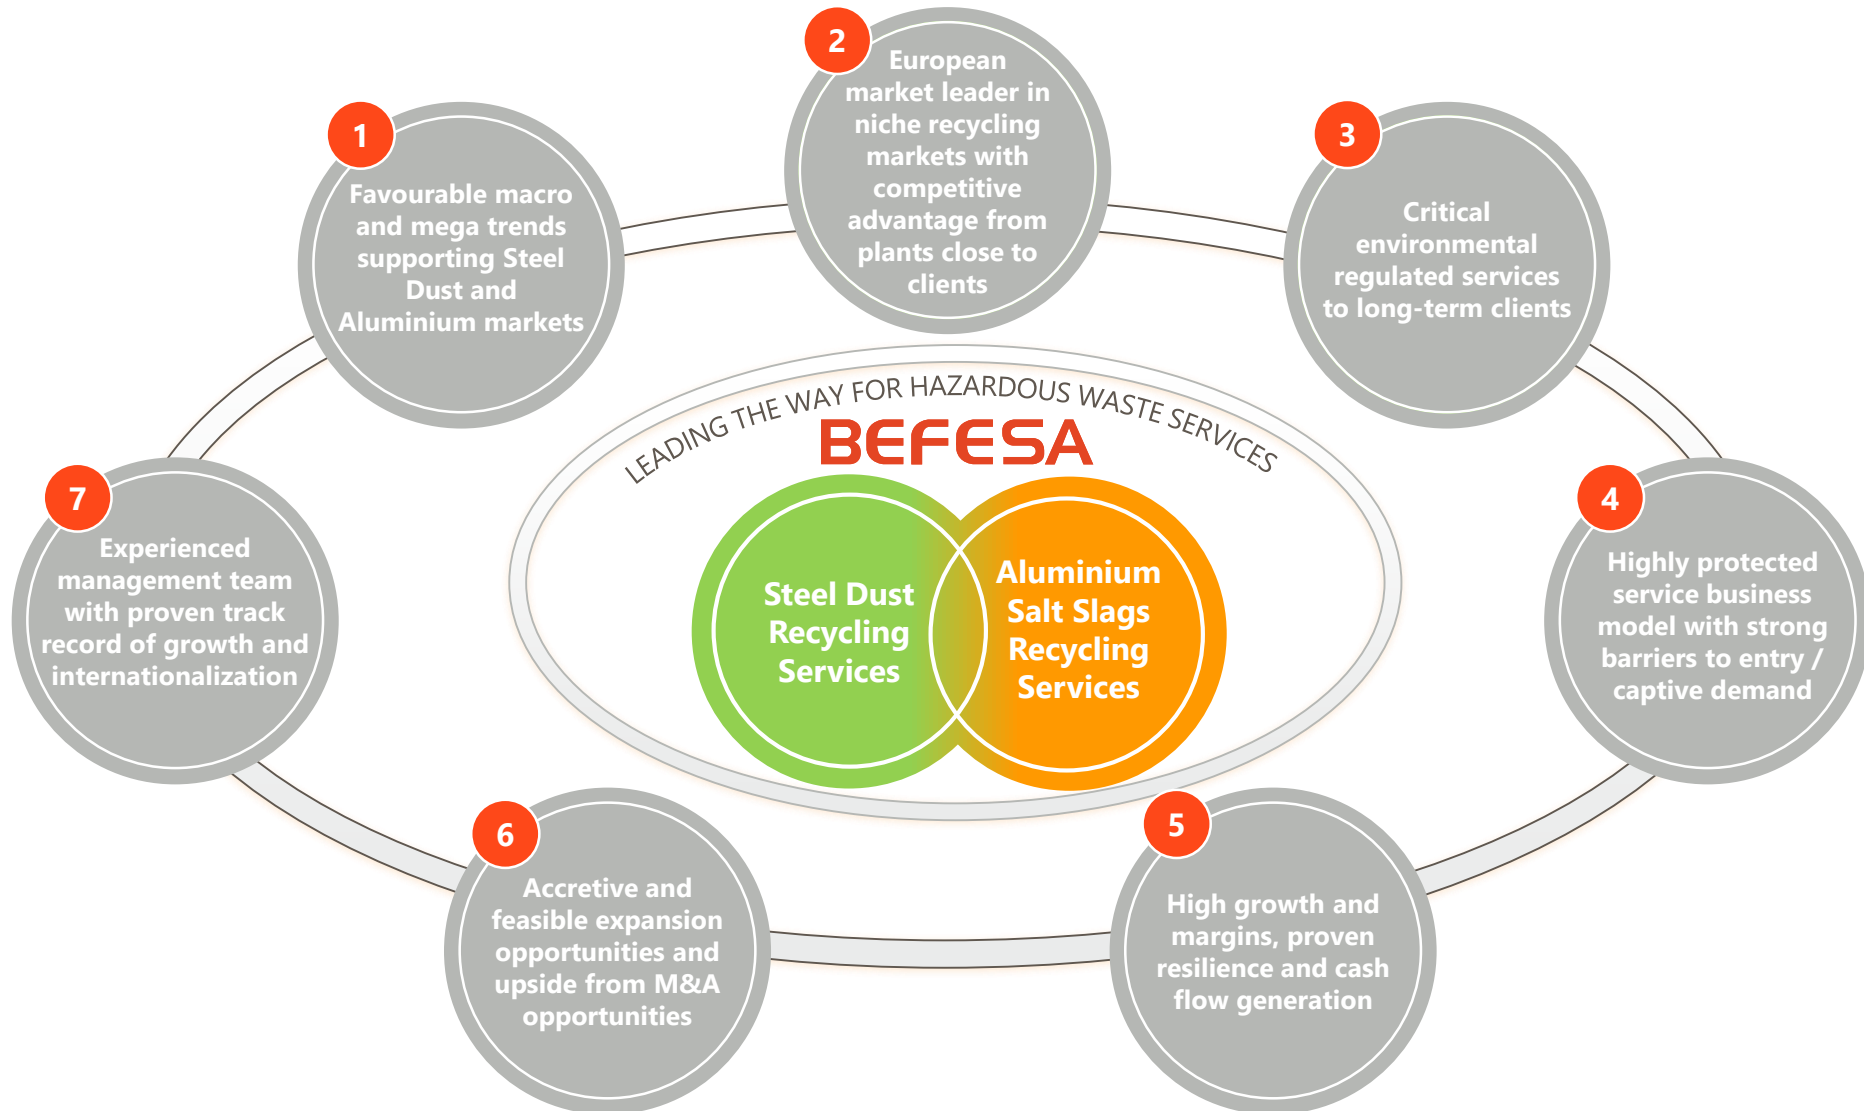 1
Favourable macro
and mega trends
supporting Steel
Dust and
Aluminium markets
2
European
market leader in
niche recycling
markets with
competitive
advantage from
plants close to
clients
3
Critical
environmental
regulated services
to long-term clients
4
Highly protected
service business
model with strong
barriers to entry /
captive demand
5
High growth and
margins, proven
resilience and cash
flow generation
6
Accretive and
feasible expansion
opportunities and
upside from M&A
opportunities
7
Experienced
management team
with proven track
record of growth and
internationalization
LEADING THE WAY FOR HAZARDOUS WASTE SERVICES
BEFESA
Steel Dust
Recycling
Services
Aluminium
Salt Slags
Recycling
Services